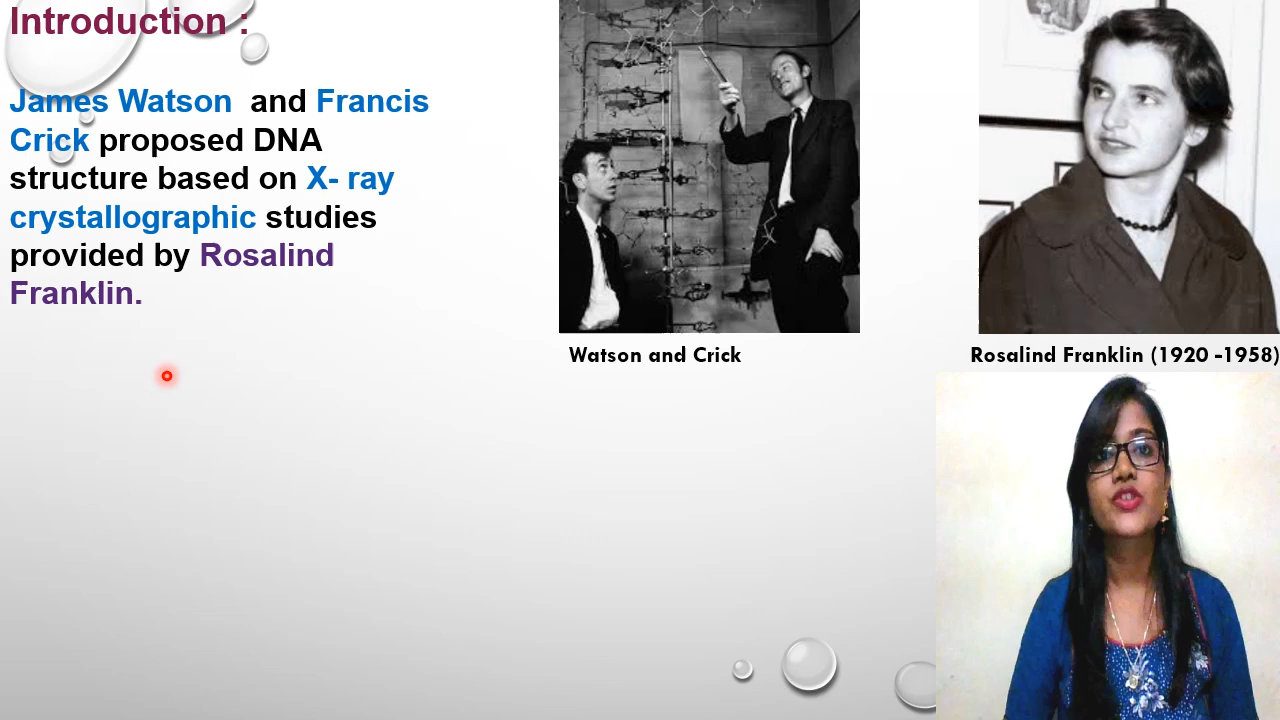 Introduction :
James Watson  and Francis
Crick proposed DNA
structure based on X- ray
crystallographic studies
provided by Rosalind
Franklin.
Watson and Crick
Rosalind Franklin (1920 -1958)